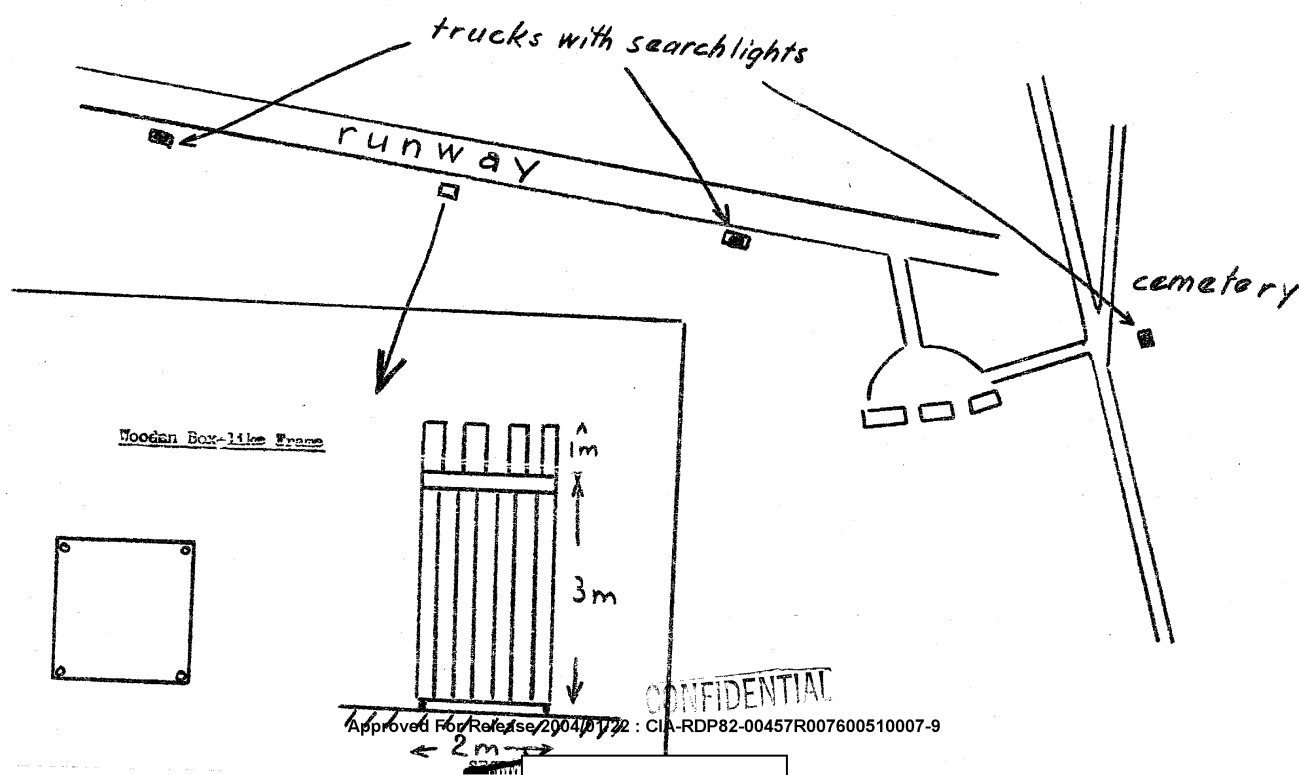 trucks with searchlights
runway
cemetery
Wooden Box-like Frame
1m
3m
CONFIDENTIAL
Approved For Release 2004/01/22 : CIA-RDP82-00457R007600510007-9
2m